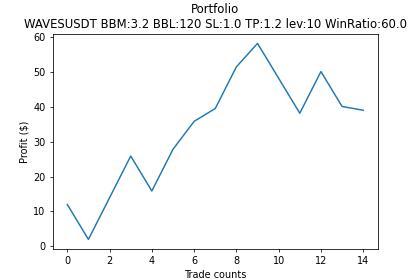 Portfolio
WAVESUSDT BBM:3.2 BBL:120 SL:1.0 TP:1.2 lev:10 WinRatio:60.0
60
50
40
30
20
10
0
Profit ($)
0 2 4 6 8 10 12 14
Trade counts